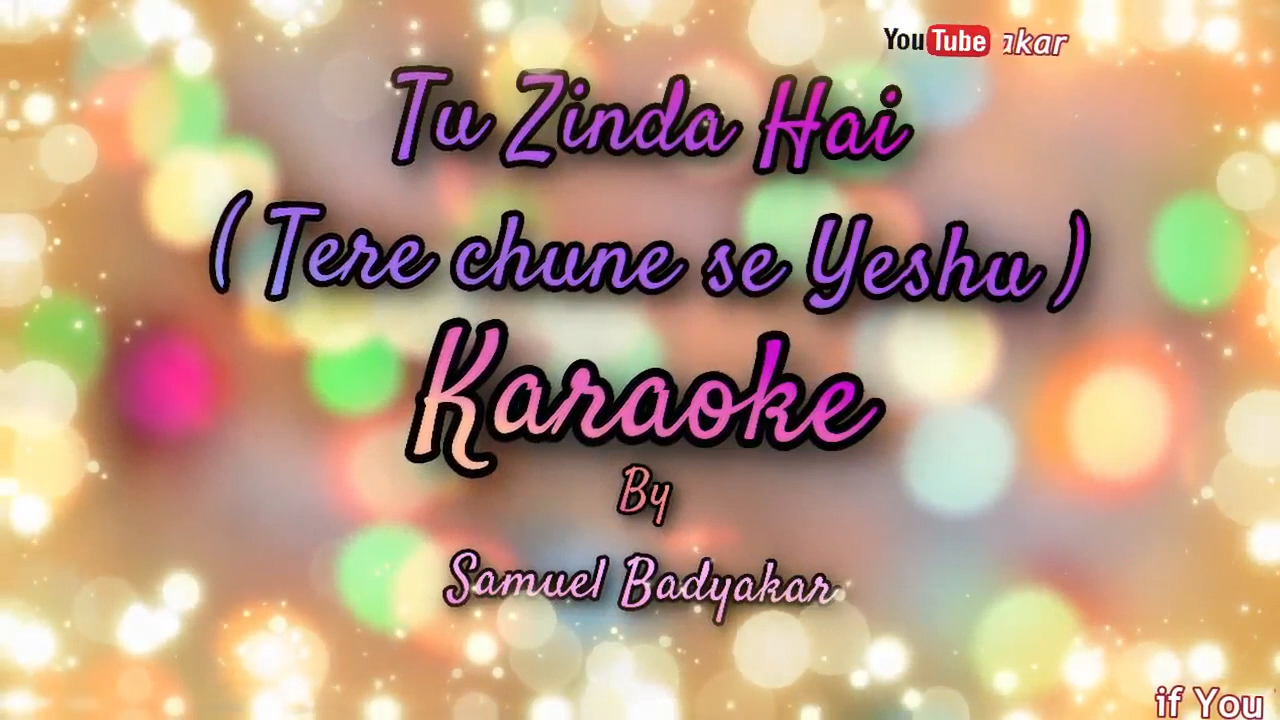 YouTube akar
Tu Zinda Hai
( Tere chune se Yeshu )
Karaoke
By
Samuel Badyakar
if You